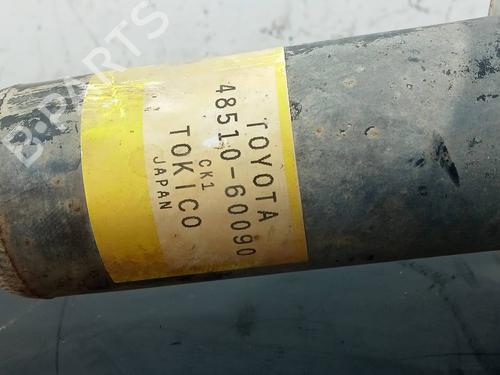 TOYOTA
48510-60090
CK1
TOKICO
JAPAN
B-PARTS